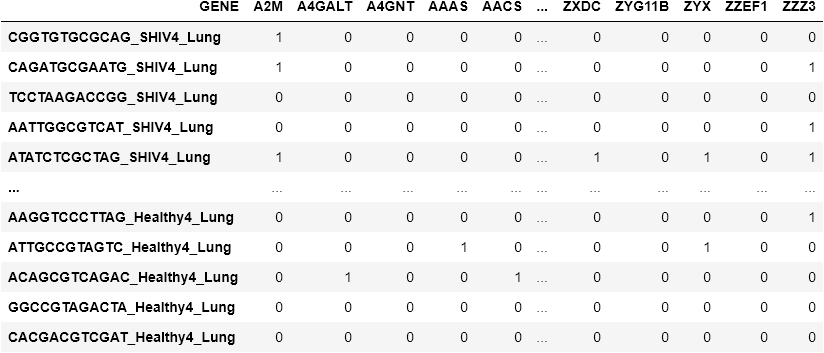 GENE A2M A4GALT A4GNT AAAS AACS ... ZXDC ZYG11B ZYX ZZEF1 ZZZ3
CGGTGTGCGCAG_SHIV4_Lung 1 0 0 0 0 ... 0 0 0 0 0
CAGATGCGAATG_SHIV4_Lung 1 0 0 0 0 ... 0 0 0 0 1
TCCTAAGACCGG_SHIV4_Lung 0 0 0 0 0 ... 0 0 0 0 0
AATTGGCGTCAT_SHIV4_Lung 0 0 0 0 0 ... 0 0 0 0 1
ATATCTCGCTAG_SHIV4_Lung 1 0 0 0 0 ... 1 0 1 0 1
... ... ... ... ... ... ... ... ... ... ... ...
AAGGTCCCTTAG_Healthy4_Lung 0 0 0 0 0 ... 0 0 0 0 1
ATTGCCGTAGTC_Healthy4_Lung 0 0 0 1 0 ... 0 0 1 0 0
ACAGCGTCAGAC_Healthy4_Lung 0 1 0 0 1 ... 0 0 0 0 0
GGCCGTAGACTA_Healthy4_Lung 0 0 0 0 0 ... 0 0 0 0 0
CACGACGTCGAT_Healthy4_Lung 0 0 0 0 0 ... 0 0 0 0 0